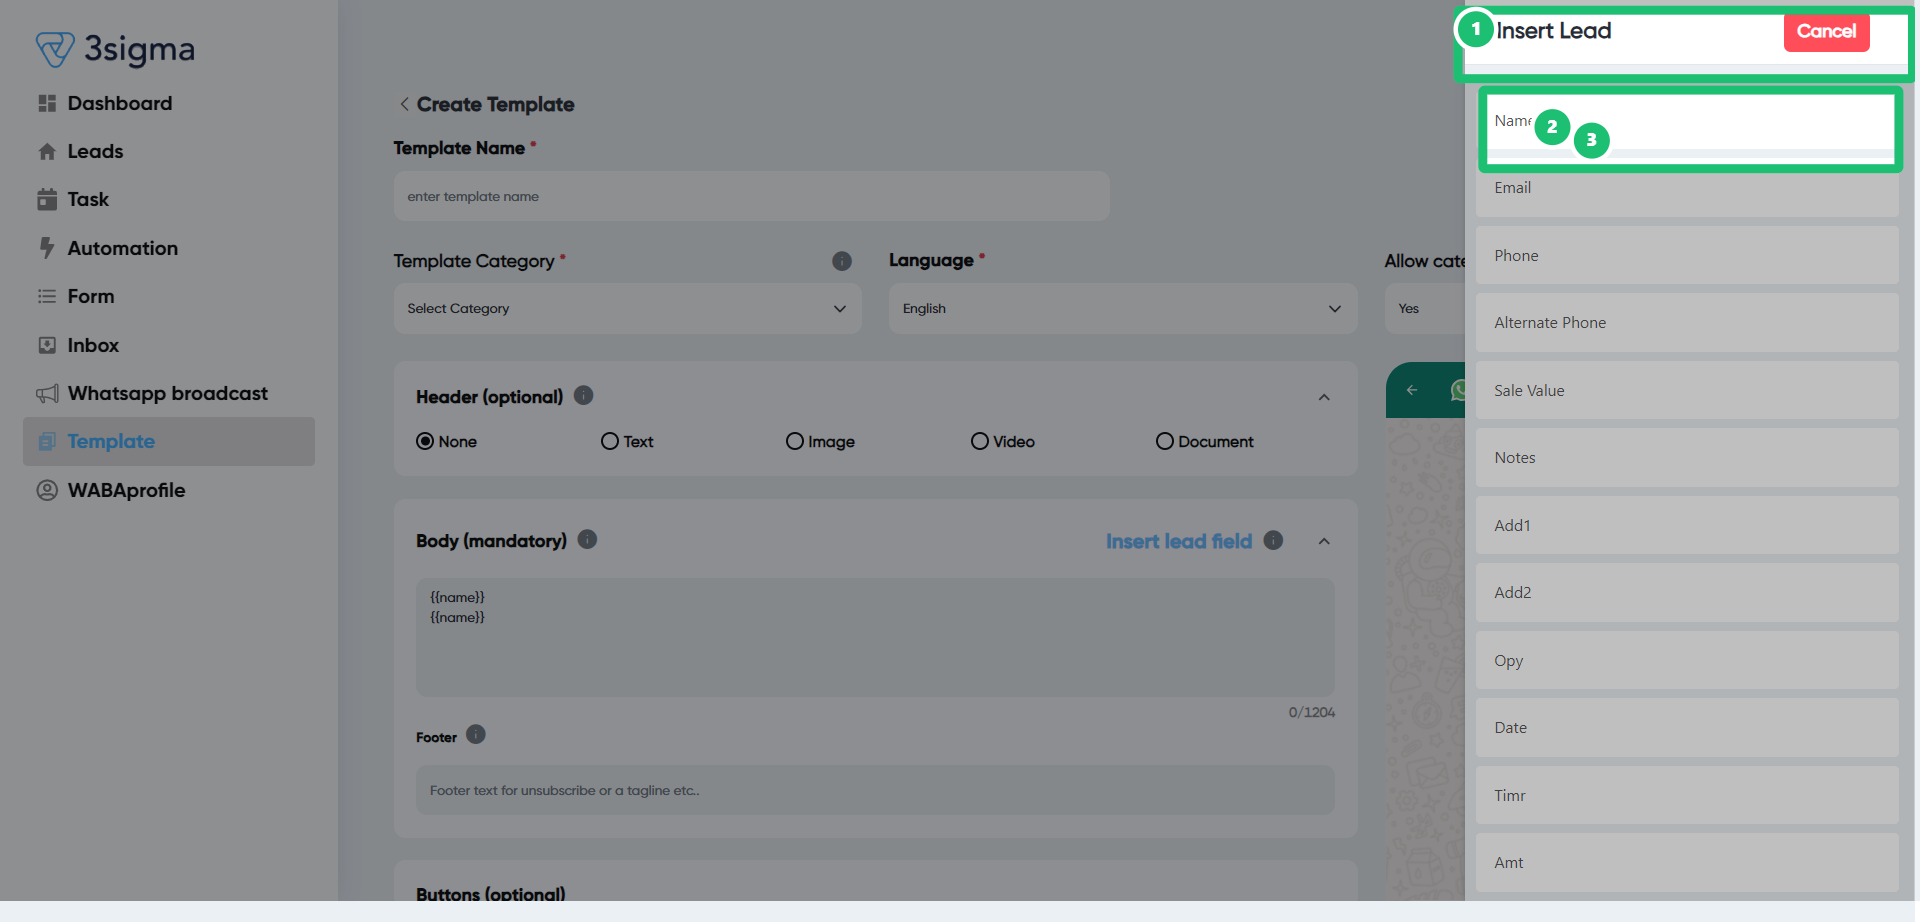 3sigma
Dashboard
Leads
Task
Automation
Form
Inbox
Whatsapp broadcast
Template
WABAprofile
Create Template
Template Name *
enter template name
Template Category *
Select Category
Language *
English
Allow cate
Yes
Header (optional)
None
Text
Image
Video
Document
Body (mandatory)
Insert lead field
{{name}}
{{name}}
0/1204
Footer
Footer text for unsubscribe or a tagline etc..
Buttons (optional)
1
Insert Lead
Cancel
Name
2
3
Email
Phone
Alternate Phone
Sale Value
Notes
Add1
Add2
Opy
Date
Timr
Amt